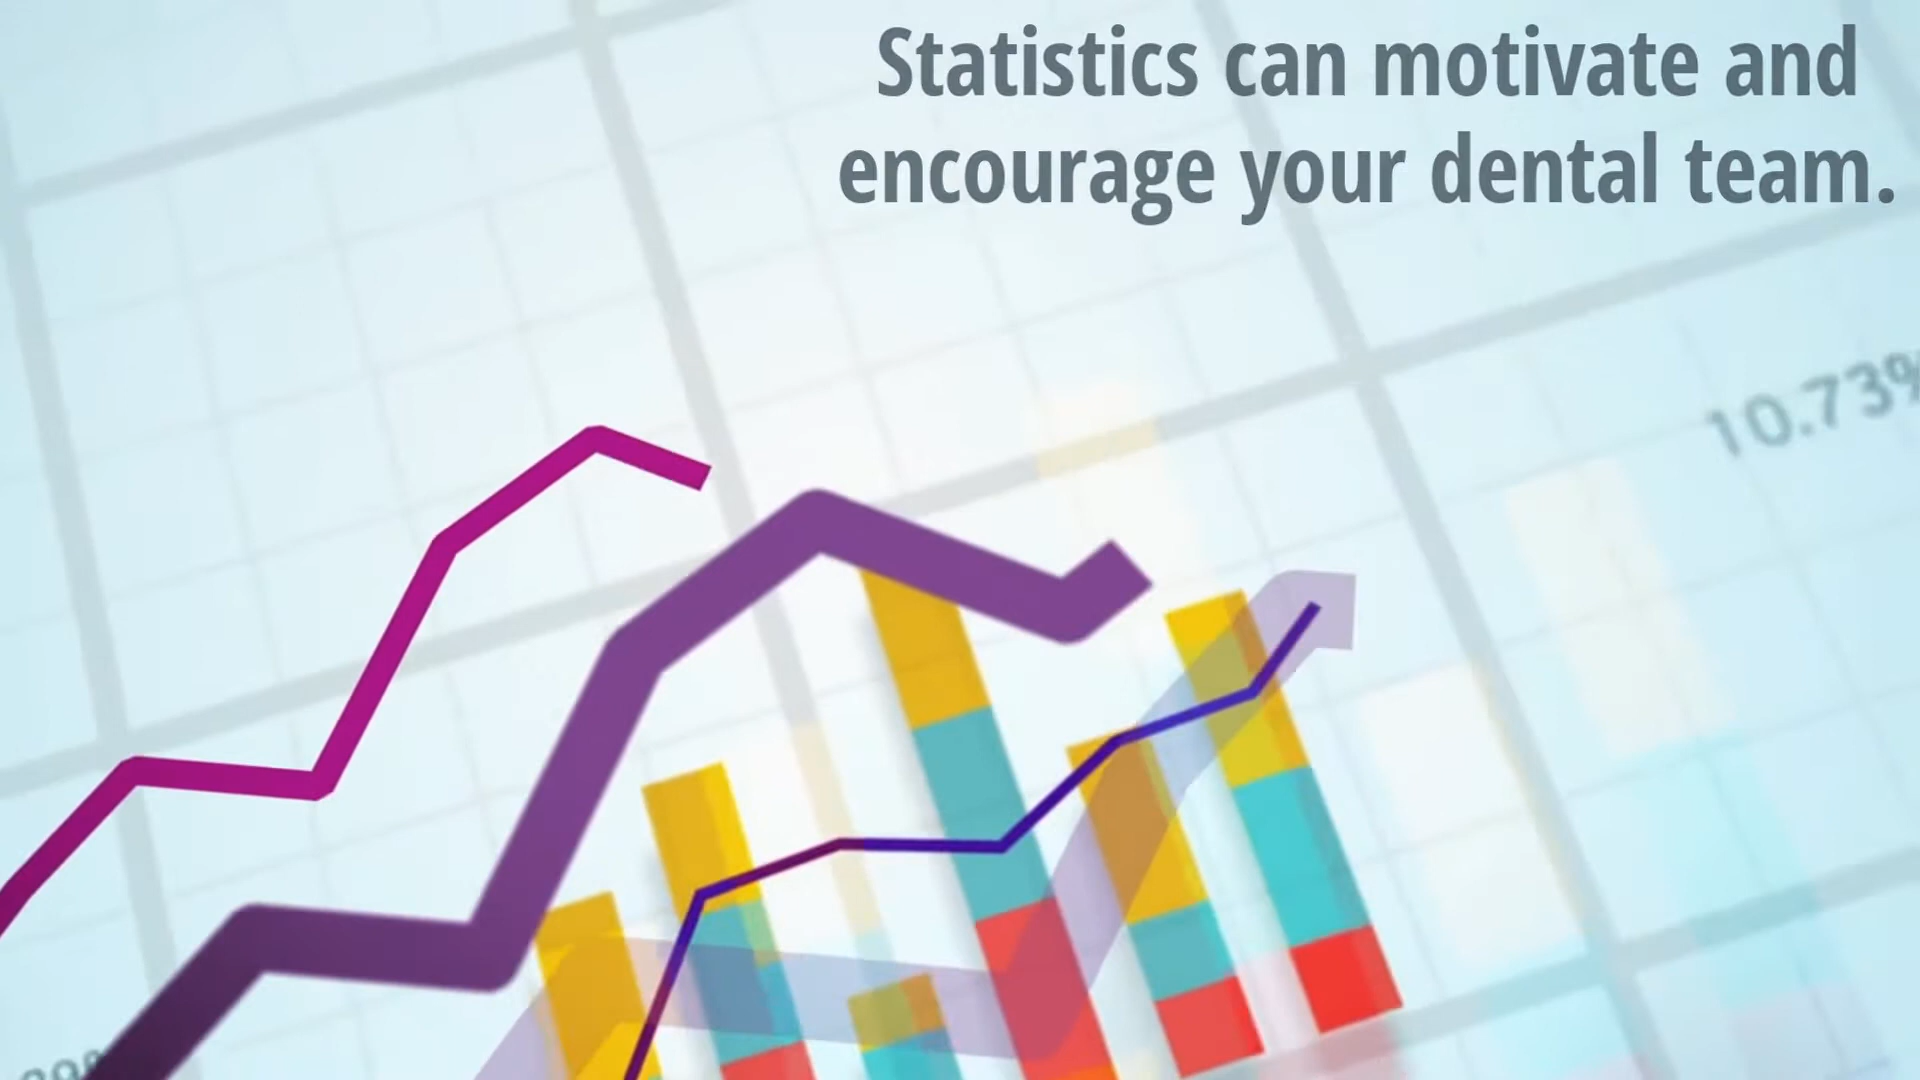 Statistics can motivate and
encourage your dental team.
10.73%